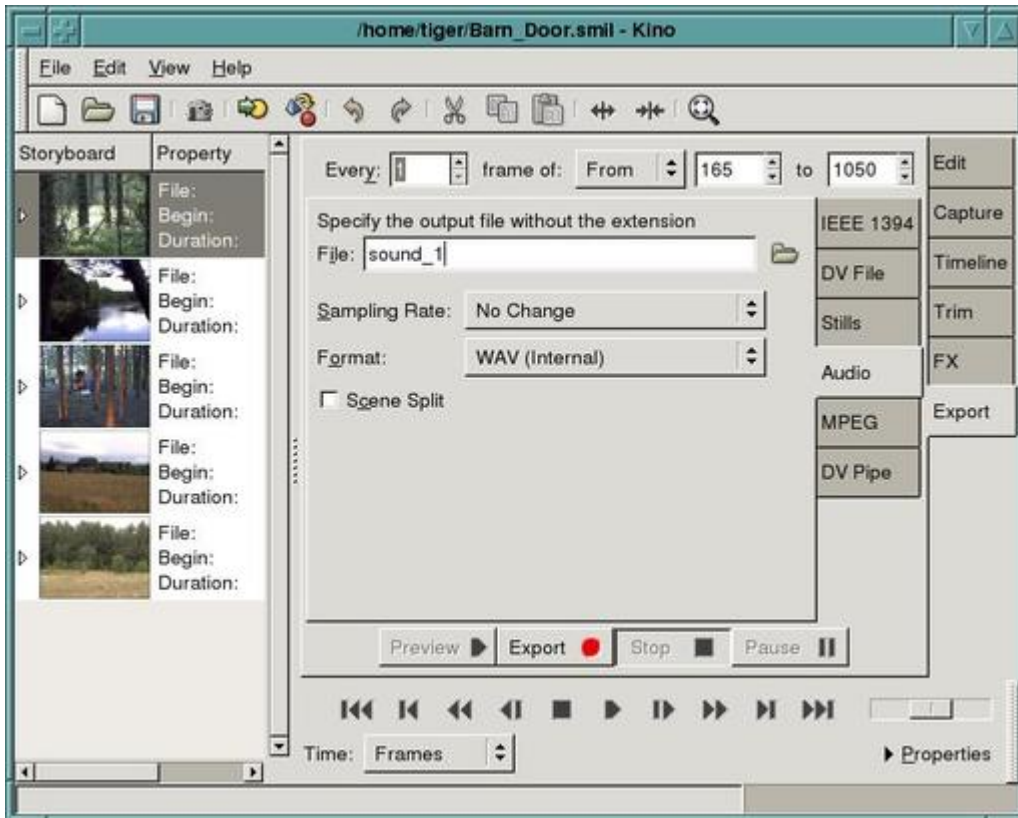 /home/tiger/Barn_Door.smil - Kino
File Edit View Help
Storyboard Property
File:
Begin:
Duration:
File:
Begin:
Duration:
File:
Begin:
Duration:
File:
Begin:
Duration:
File:
Begin:
Duration:
Every: 1 frame of: From 165 to 1050
Specify the output file without the extension
File: sound_1
Sampling Rate: No Change
Format: WAV (Internal)
Scene Split
IEEE 1394
DV File
Stills
Audio
MPEG
DV Pipe
Edit
Capture
Timeline
Trim
FX
Export
Preview Export Stop Pause
Time: Frames
Properties